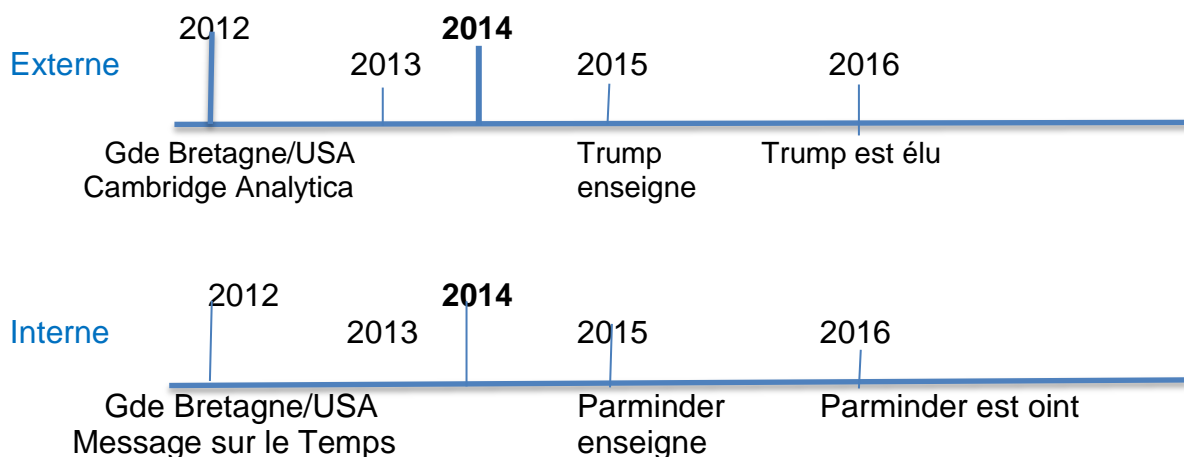 2012 2014
Externe 2013 2015 2016
Gde Bretagne/USA Trump Trump est élu
Cambridge Analytica enseigne
2012 2014
Interne 2013 2015 2016
Gde Bretagne/USA Parminder Parminder est oint
Message sur le Temps enseigne